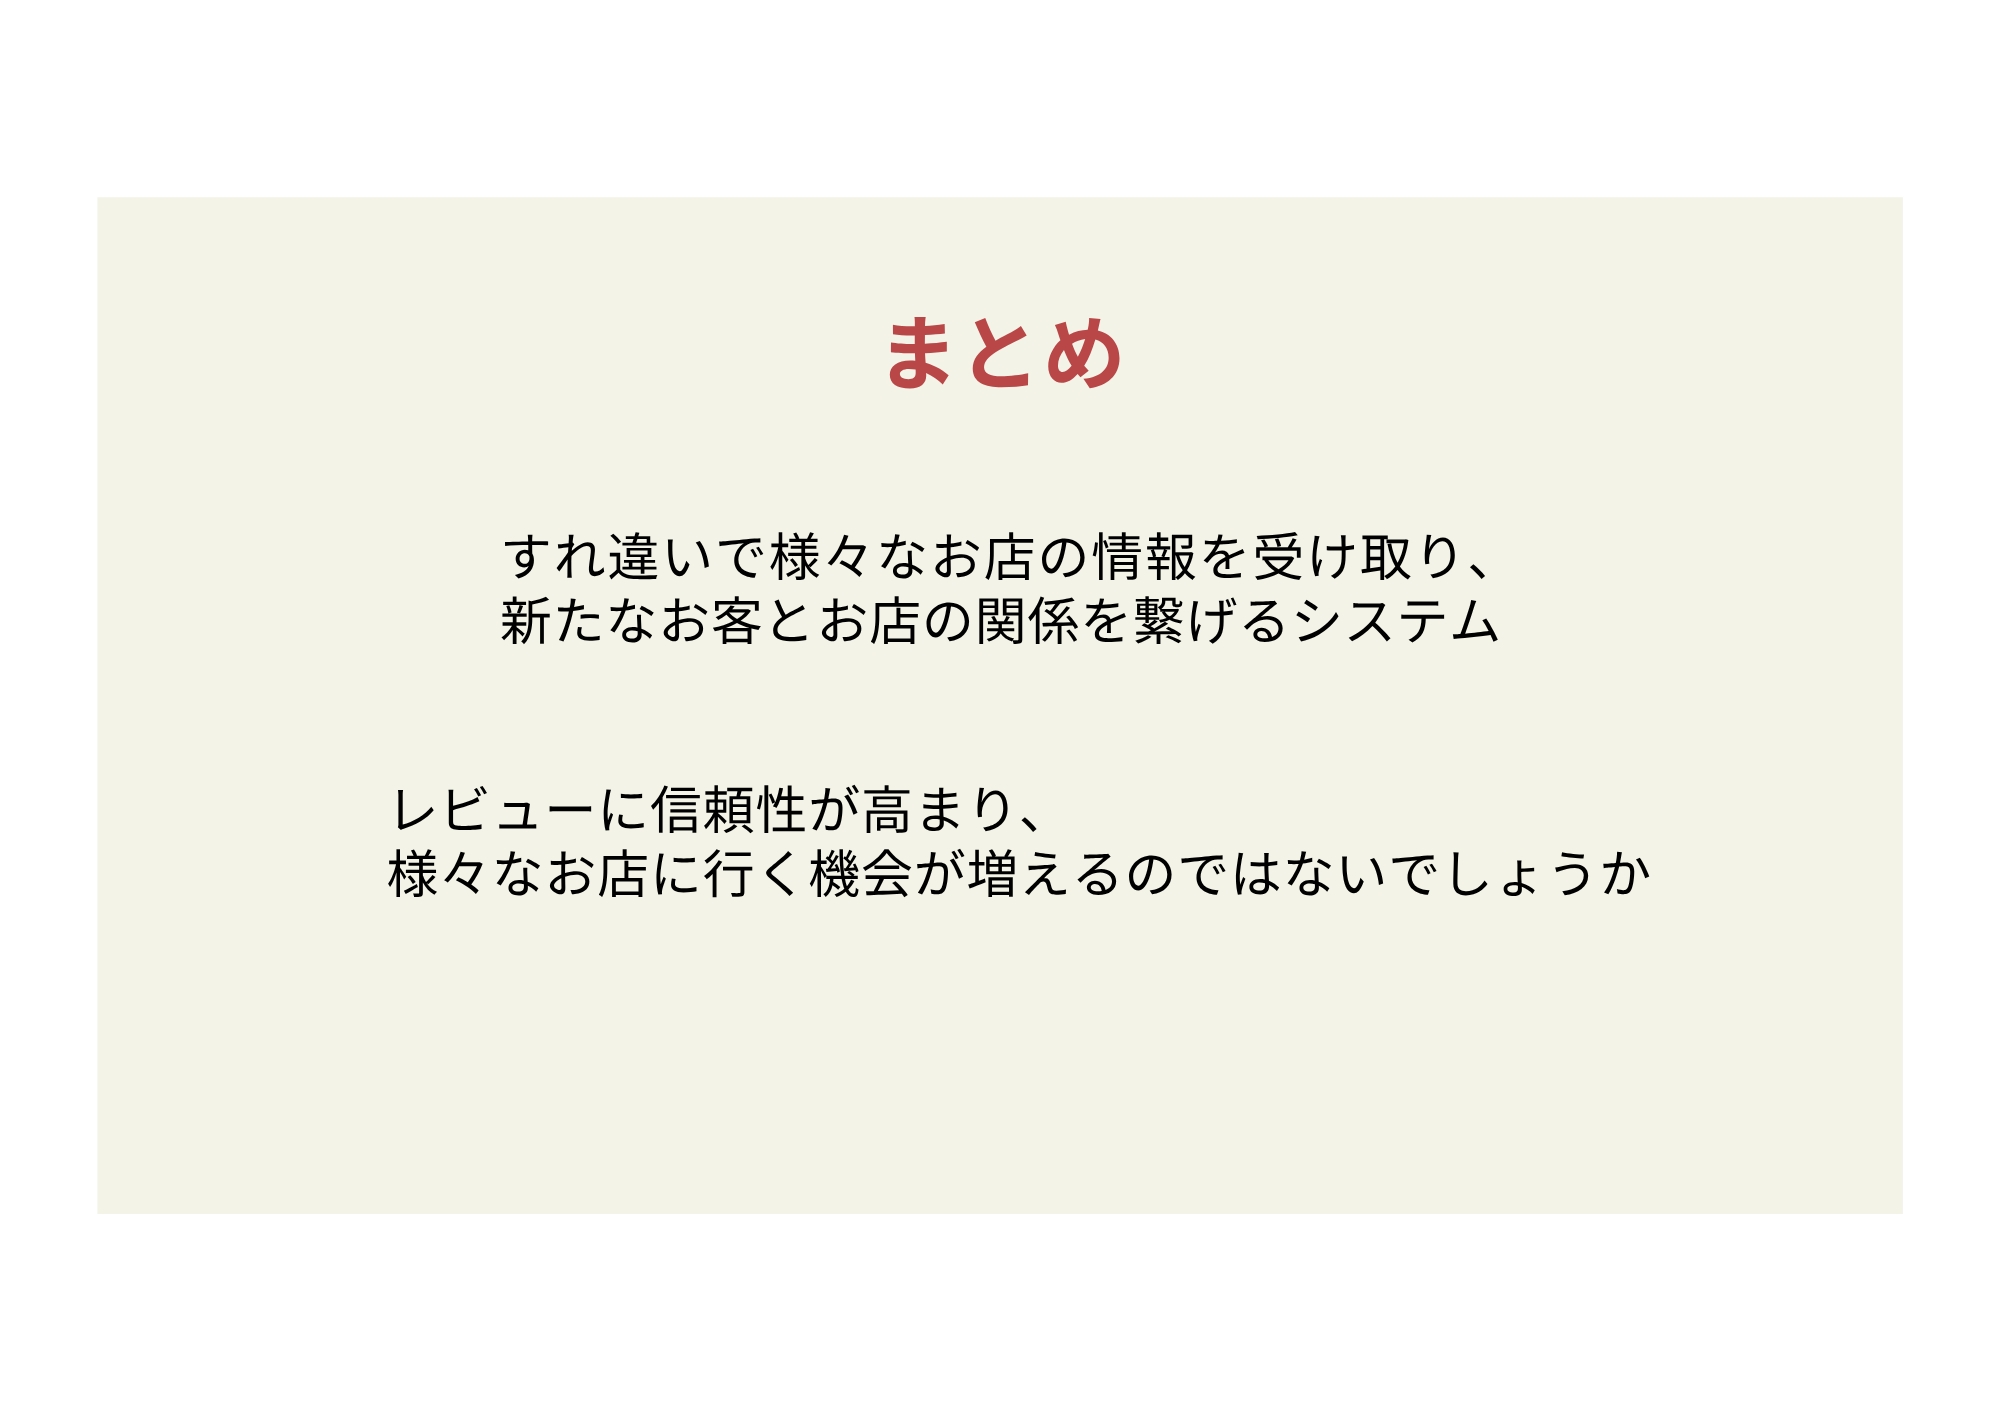 まとめ
すれ違いで様々なお店の情報を受け取り、
新たなお客とお店の関係を繋げるシステム
レビューに信頼性が高まり、
様々なお店に行く機会が増えるのではないでしょうか